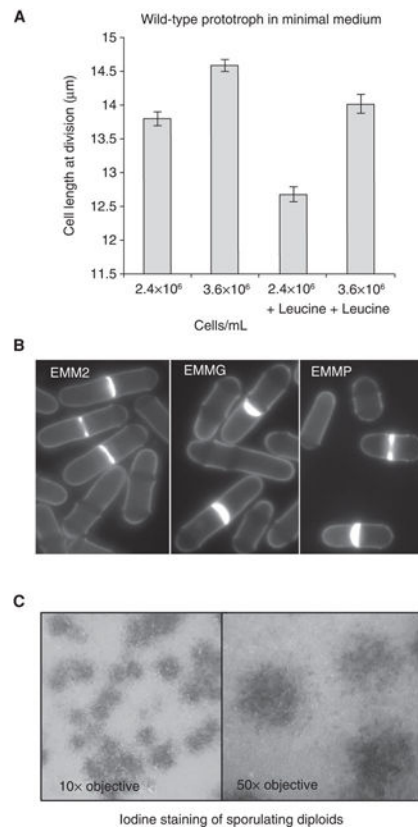 A
Wild-type prototroph in minimal medium
Cell length at division (μm)
15
14.5
14
13.5
13
12.5
12
11.5
2.4×10⁶ 3.6×10⁶ 2.4×10⁶ 3.6×10⁶
+ Leucine + Leucine
Cells/mL
B
EMM2 EMMG EMMP
C
10× objective 50× objective
Iodine staining of sporulating diploids